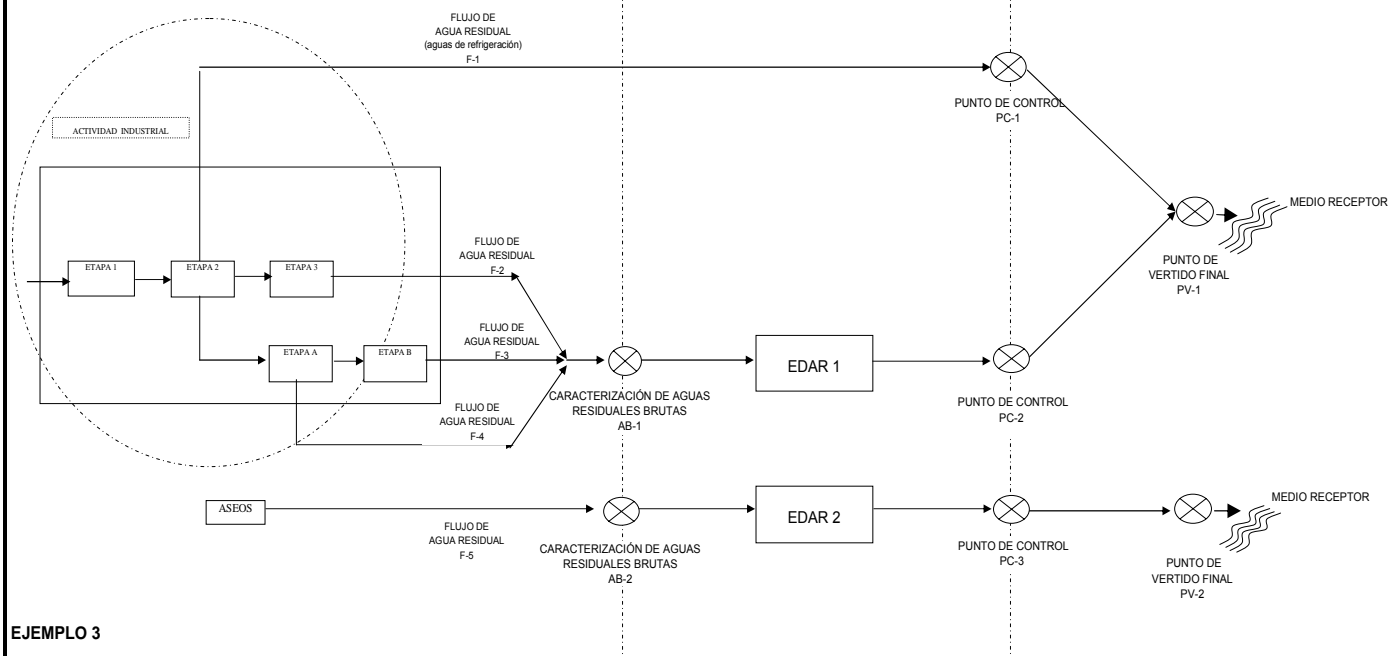 FLUJO DE
AGUA RESIDUAL
(aguas de refrigeración)
F-1
PUNTO DE CONTROL
PC-1
ACTIVIDAD INDUSTRIAL
MEDIO RECEPTOR
PUNTO DE
VERTIDO FINAL
PV-1
ETAPA 1
ETAPA 2
ETAPA 3
FLUJO DE
AGUA RESIDUAL
F-2
ETAPA A
ETAPA B
FLUJO DE
AGUA RESIDUAL
F-3
FLUJO DE
AGUA RESIDUAL
F-4
CARACTERIZACIÓN DE AGUAS
RESIDUALES BRUTAS
AB-1
EDAR 1
PUNTO DE CONTROL
PC-2
ASEOS
FLUJO DE
AGUA RESIDUAL
F-5
CARACTERIZACIÓN DE AGUAS
RESIDUALES BRUTAS
AB-2
EDAR 2
PUNTO DE CONTROL
PC-3
MEDIO RECEPTOR
PUNTO DE
VERTIDO FINAL
PV-2
EJEMPLO 3